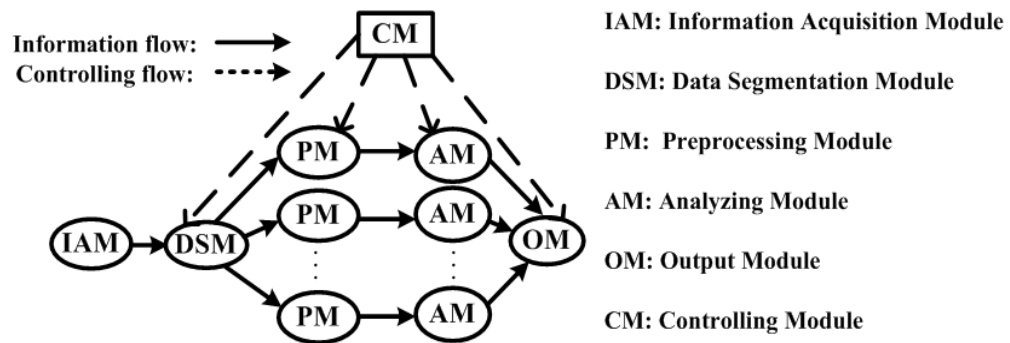 Information flow:
Controlling flow:
CM
PM
AM
PM
AM
IAM
DSM
OM
PM
AM
IAM: Information Acquisition Module
DSM: Data Segmentation Module
PM: Preprocessing Module
AM: Analyzing Module
OM: Output Module
CM: Controlling Module